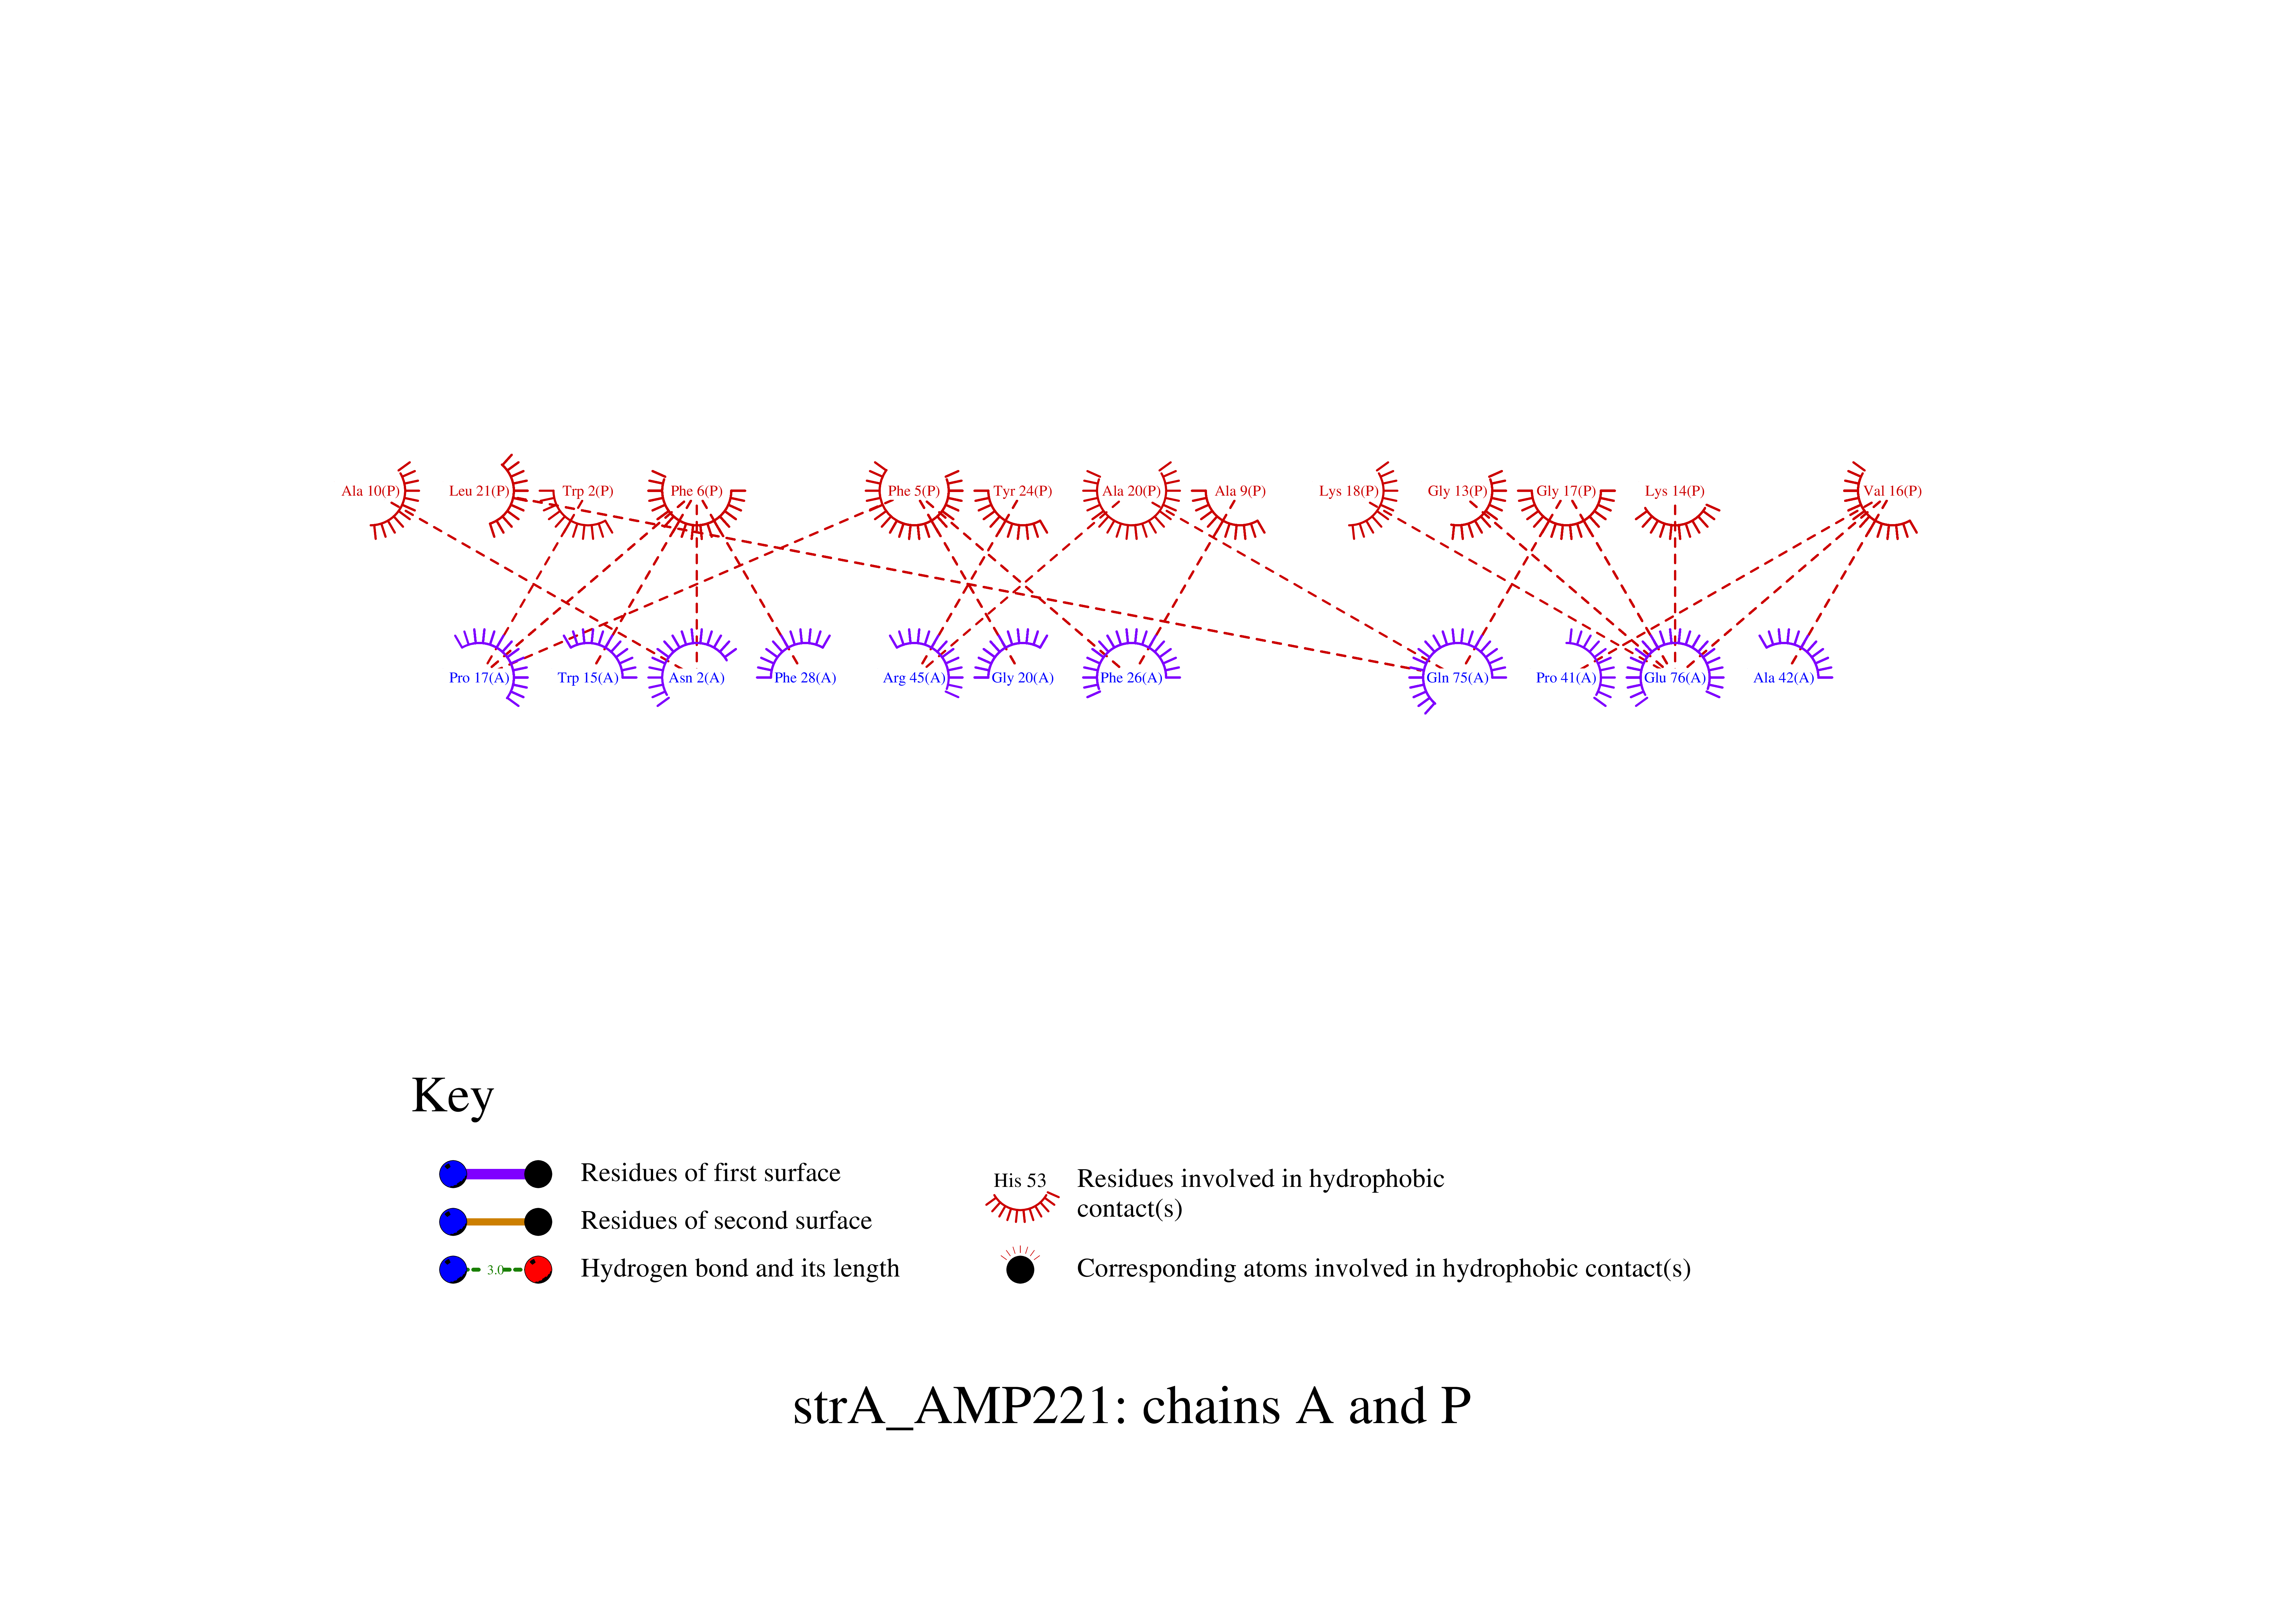 Ala 10(P) Leu 21(P) Trp 2(P) Phe 6(P) Phe 5(P) Tyr 24(P) Ala 20(P) Ala 9(P) Lys 18(P) Gly 13(P) Gly 17(P) Lys 14(P) Val 16(P)
Pro 17(A) Trp 15(A) Asn 2(A) Phe 28(A) Arg 45(A) Gly 20(A) Phe 26(A) Gln 75(A) Pro 41(A) Glu 76(A) Ala 42(A)
Key
Residues of first surface
Residues of second surface
3.0
Hydrogen bond and its length
His 53
Residues involved in hydrophobic
contact(s)
Corresponding atoms involved in hydrophobic contact(s)
strA_AMP221: chains A and P